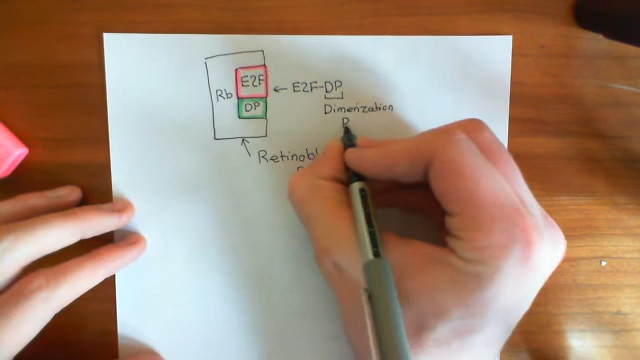 E2F
Rb
DP
← E2F-DP
Dimerization
P
Retinobl